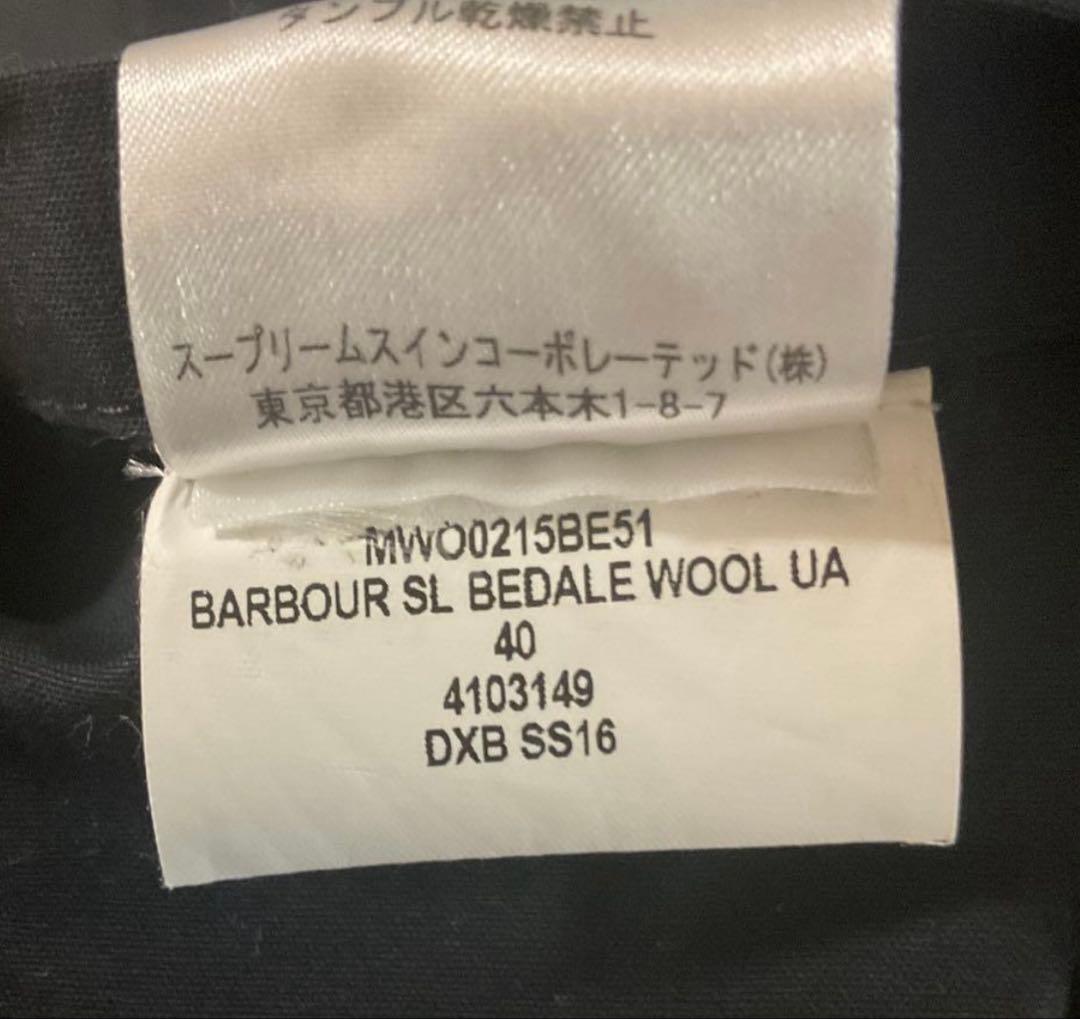 タンブル乾燥禁止
スープリームスインコーポレーテッド(株)
東京都港区六本木1-8-7
MWO0215BE51
BARBOUR SL BEDALE WOOL UA
40
4103149
DXB SS16